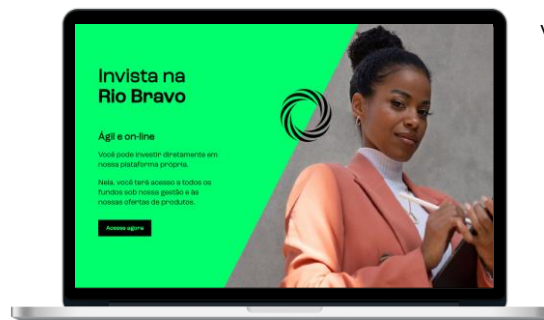 Invista na
Rio Bravo
Ágil e on-line
Você pode investir diretamente em
nossa plataforma própria.
Nela, você terá acesso a todos os
fundos sob nossa gestão e às
nossas ofertas de produtos.
Acesse agora